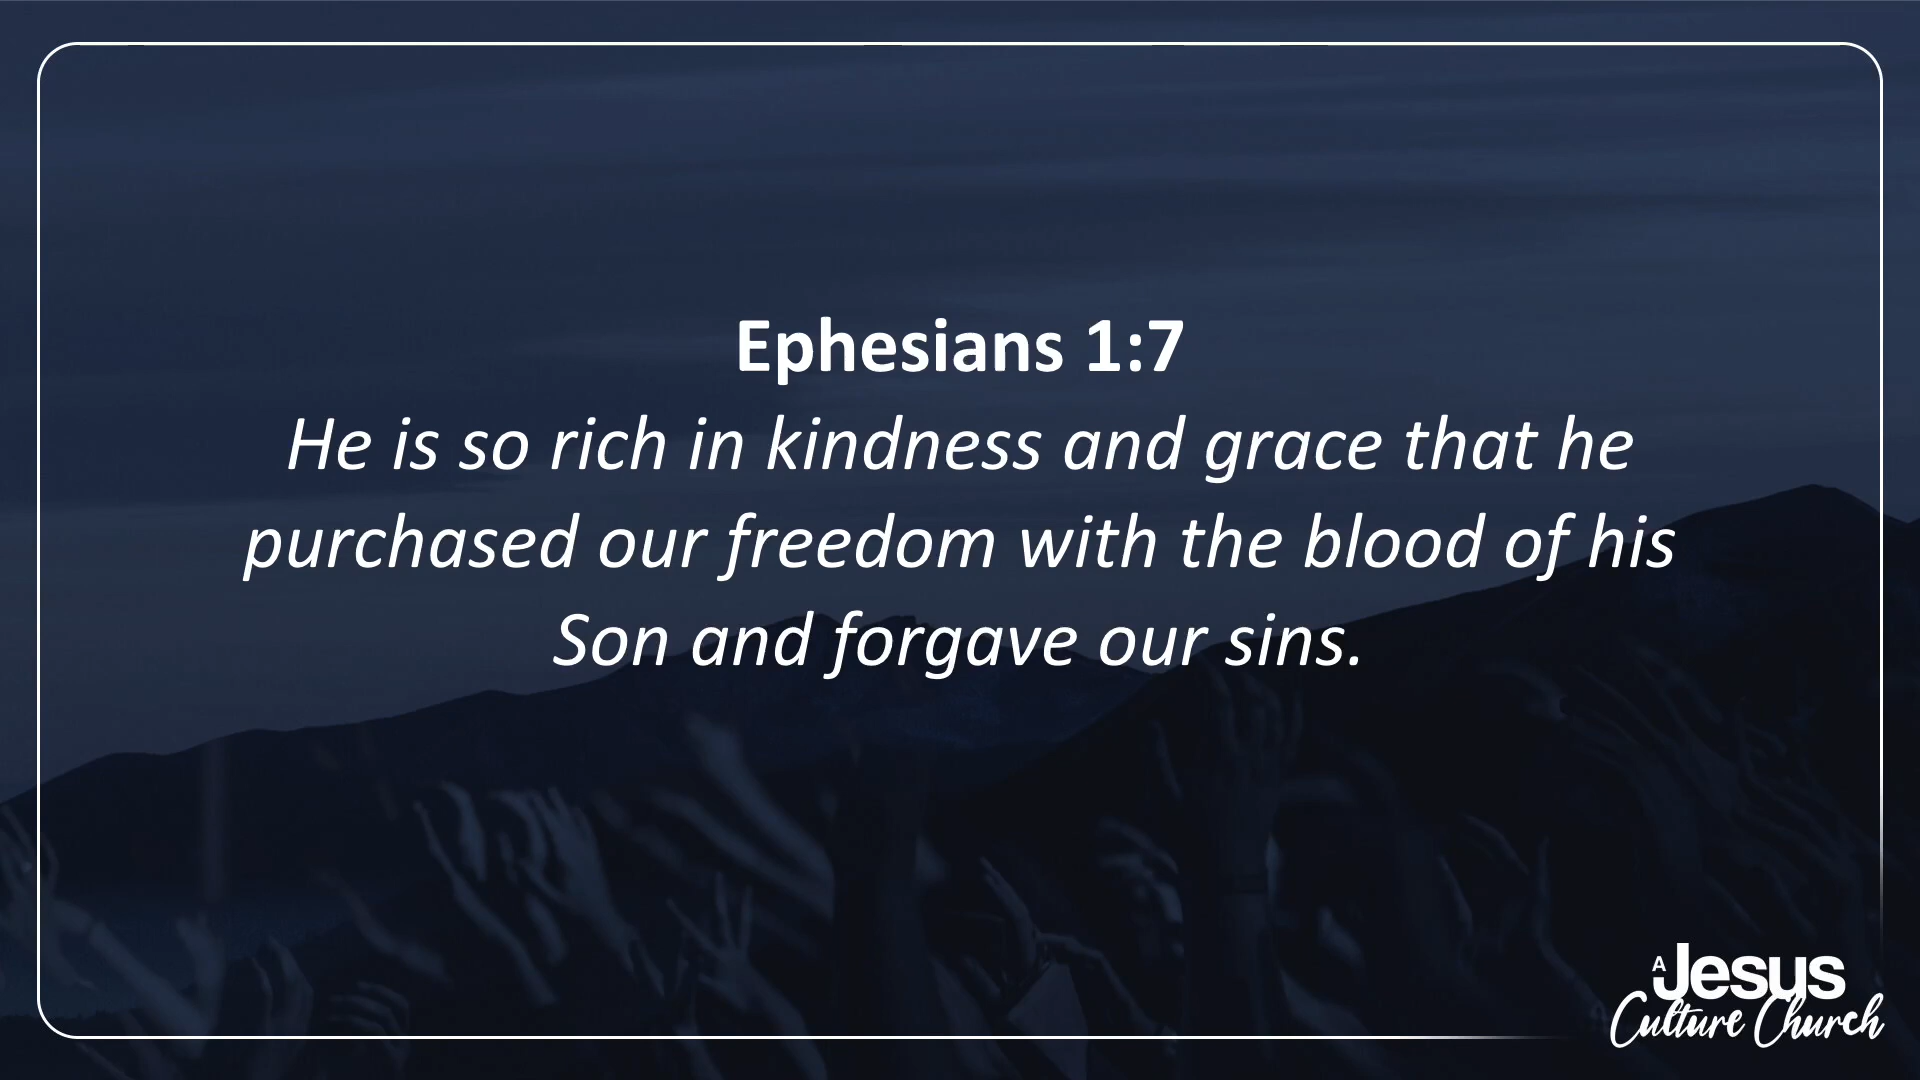 Ephesians 1:7
He is so rich in kindness and grace that he
purchased our freedom with the blood of his
Son and forgave our sins.
A Jesus
Culture Church